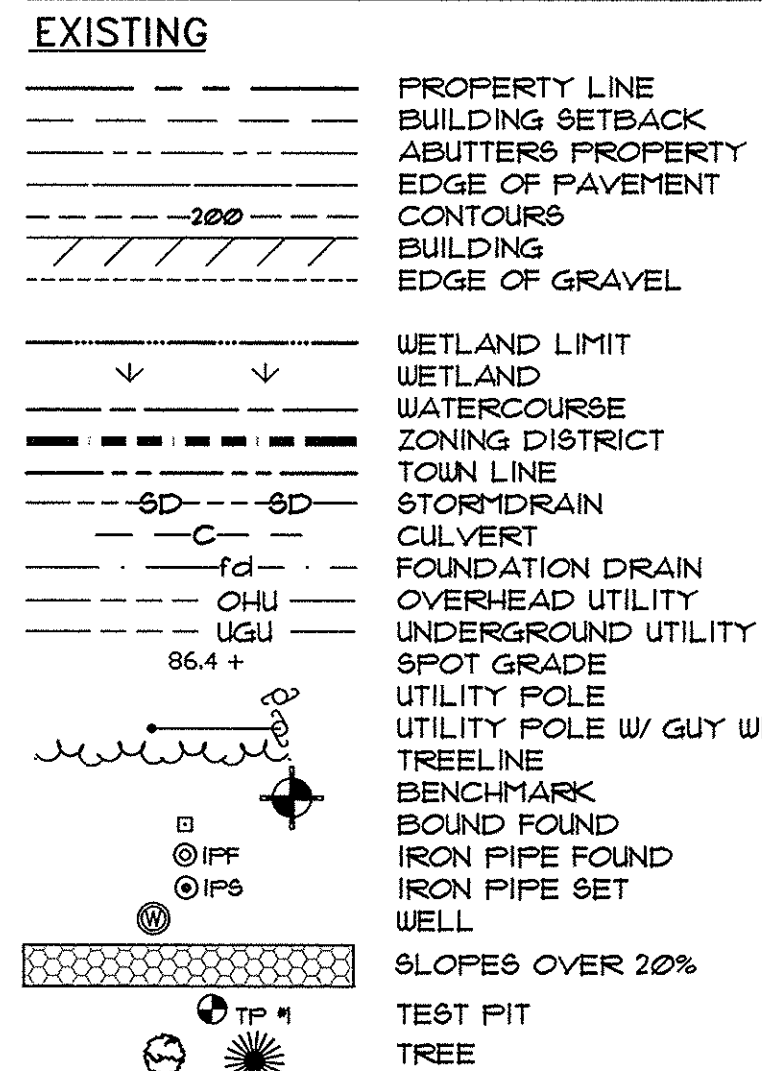 EXISTING
PROPERTY LINE
BUILDING SETBACK
ABUTTERS PROPERTY
EDGE OF PAVEMENT
200 CONTOURS
BUILDING
EDGE OF GRAVEL
WETLAND LIMIT
WETLAND
WATERCOURSE
ZONING DISTRICT
TOWN LINE
SD SD STORMDRAIN
C CULVERT
fd FOUNDATION DRAIN
OHU OVERHEAD UTILITY
UGU UNDERGROUND UTILITY
86.4 + SPOT GRADE
UTILITY POLE
UTILITY POLE W/ GUY
TREELINE
BENCHMARK
BOUND FOUND
IPF IRON PIPE FOUND
IPS IRON PIPE SET
W WELL
SLOPES OVER 20%
TP #1 TEST PIT
TREE